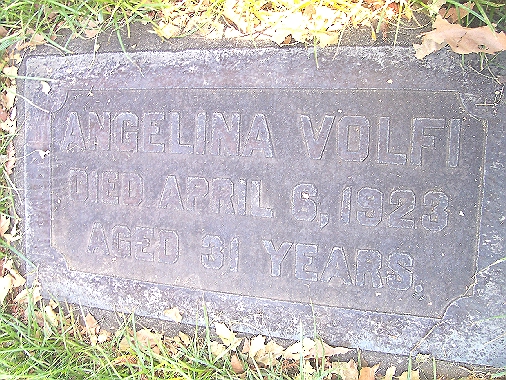 ANGELINA VOLFI
DIED APRIL 6, 1923
AGED 31 YEARS.